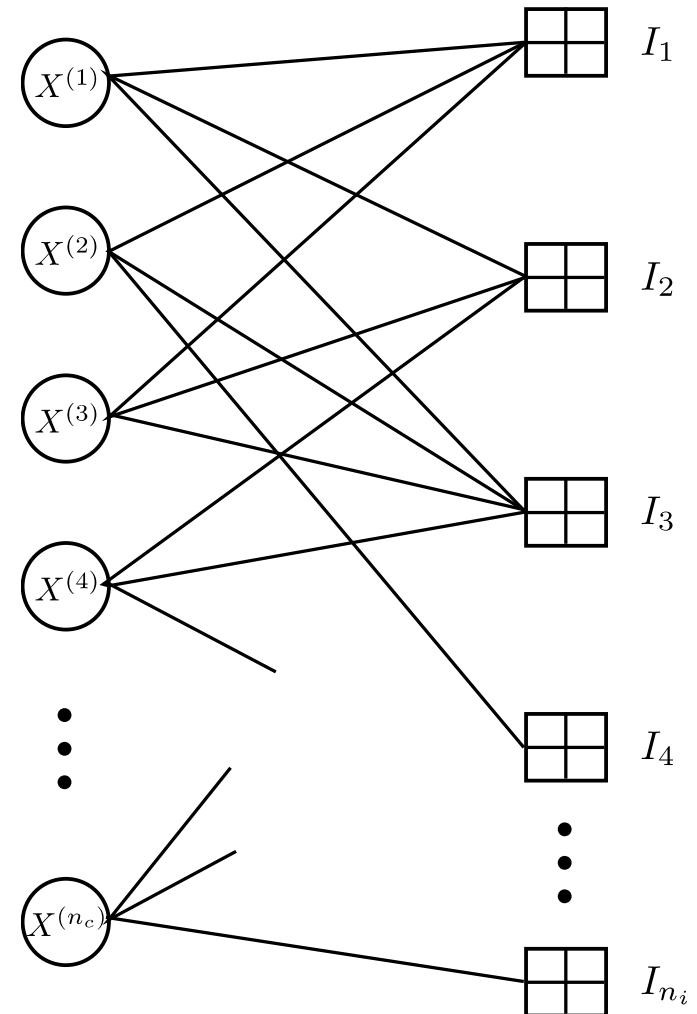 X^{(1)}
I_1
X^{(2)}
I_2
X^{(3)}
I_3
X^{(4)}
I_4
X^{(n_c)}
I_{n_i}